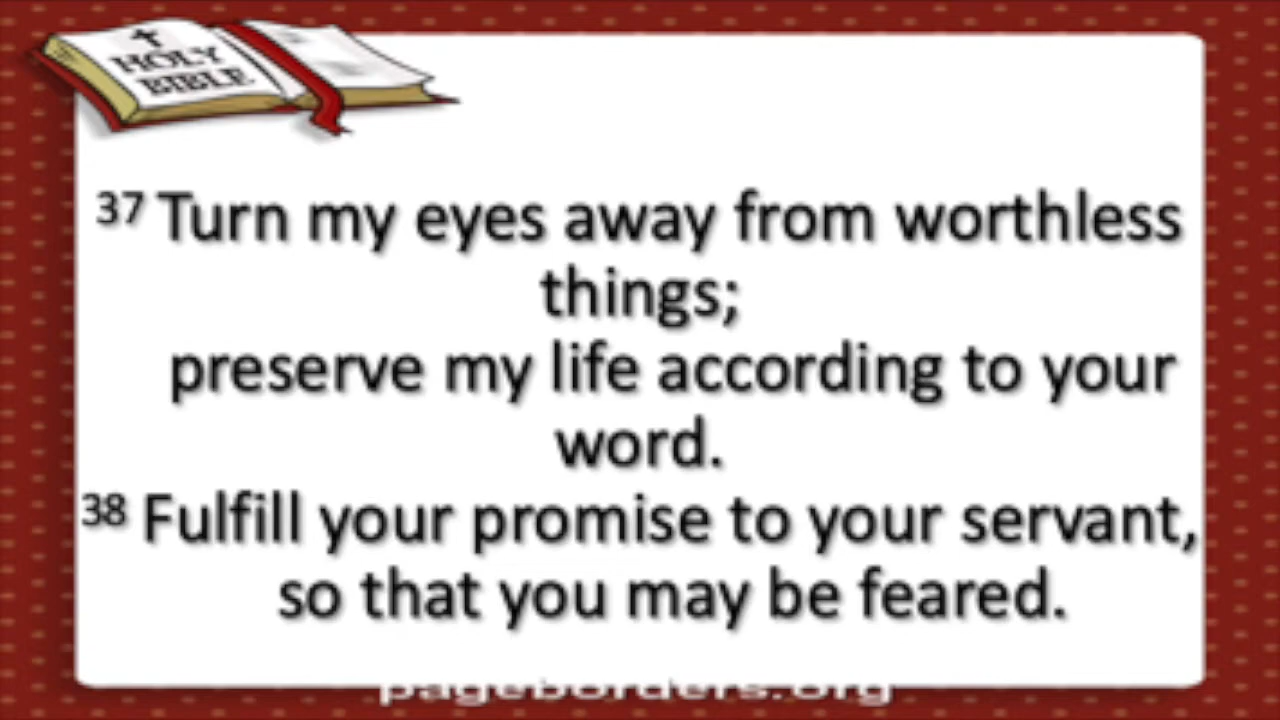 HOLY
BIBLE
37 Turn my eyes away from worthless
things;
preserve my life according to your
word.
38 Fulfill your promise to your servant,
so that you may be feared.
pageborders.org